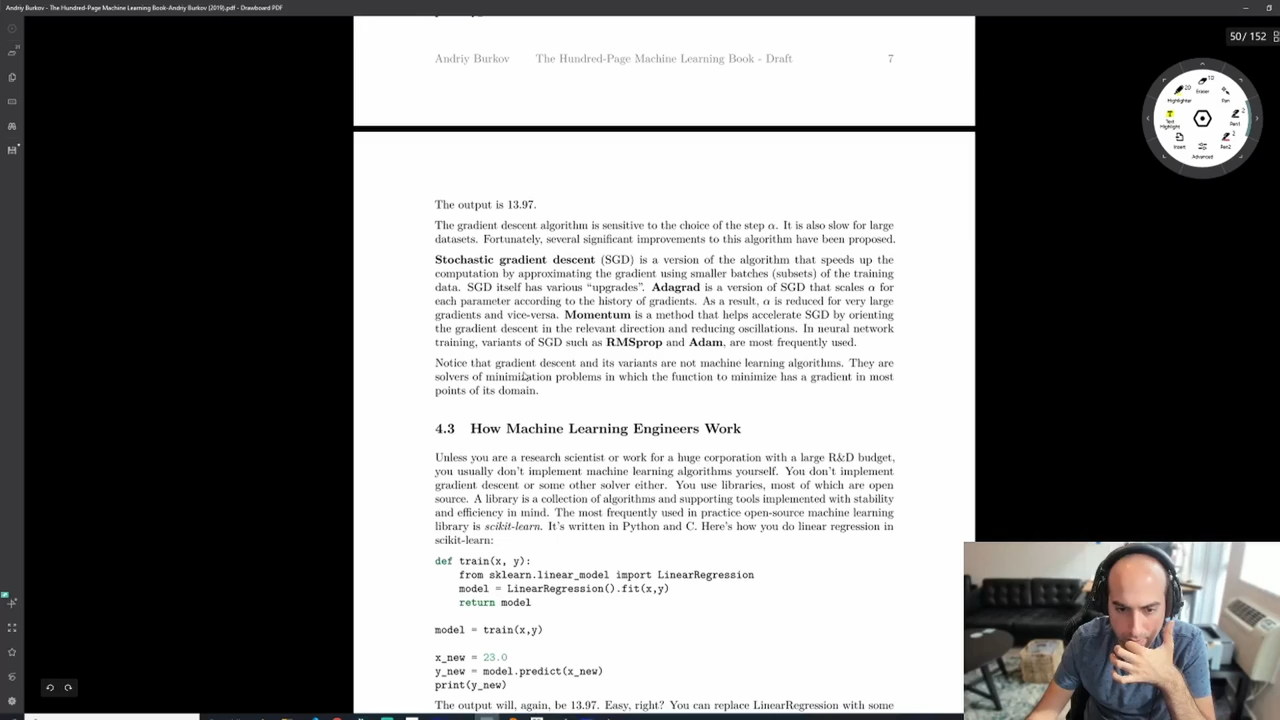 Andriy Burkov - The Hundred-Page Machine Learning Book-Andriy Burkov (2019).pdf - Drawboard PDF
50/ 152
Andriy Burkov The Hundred-Page Machine Learning Book - Draft 7
Highlighter
20
Eraser
10
Pen
Text Highlight
Pen1
2
Insert
Pen2
2
Advanced
The output is 13.97.
The gradient descent algorithm is sensitive to the choice of the step α. It is also slow for large
datasets. Fortunately, several significant improvements to this algorithm have been proposed.
Stochastic gradient descent (SGD) is a version of the algorithm that speeds up the
computation by approximating the gradient using smaller batches (subsets) of the training
data. SGD itself has various “upgrades”. Adagrad is a version of SGD that scales α for
each parameter according to the history of gradients. As a result, α is reduced for very large
gradients and vice-versa. Momentum is a method that helps accelerate SGD by orienting
the gradient descent in the relevant direction and reducing oscillations. In neural network
training, variants of SGD such as RMSprop and Adam, are most frequently used.
Notice that gradient descent and its variants are not machine learning algorithms. They are
solvers of minimization problems in which the function to minimize has a gradient in most
points of its domain.
4.3 How Machine Learning Engineers Work
Unless you are a research scientist or work for a huge corporation with a large R&D budget,
you usually don’t implement machine learning algorithms yourself. You don’t implement
gradient descent or some other solver either. You use libraries, most of which are open
source. A library is a collection of algorithms and supporting tools implemented with stability
and efficiency in mind. The most frequently used in practice open-source machine learning
library is scikit-learn. It’s written in Python and C. Here’s how you do linear regression in
scikit-learn:
def train(x, y):
from sklearn.linear_model import LinearRegression
model = LinearRegression().fit(x,y)
return model
model = train(x,y)
x_new = 23.0
y_new = model.predict(x_new)
print(y_new)
The output will, again, be 13.97. Easy, right? You can replace LinearRegression with some